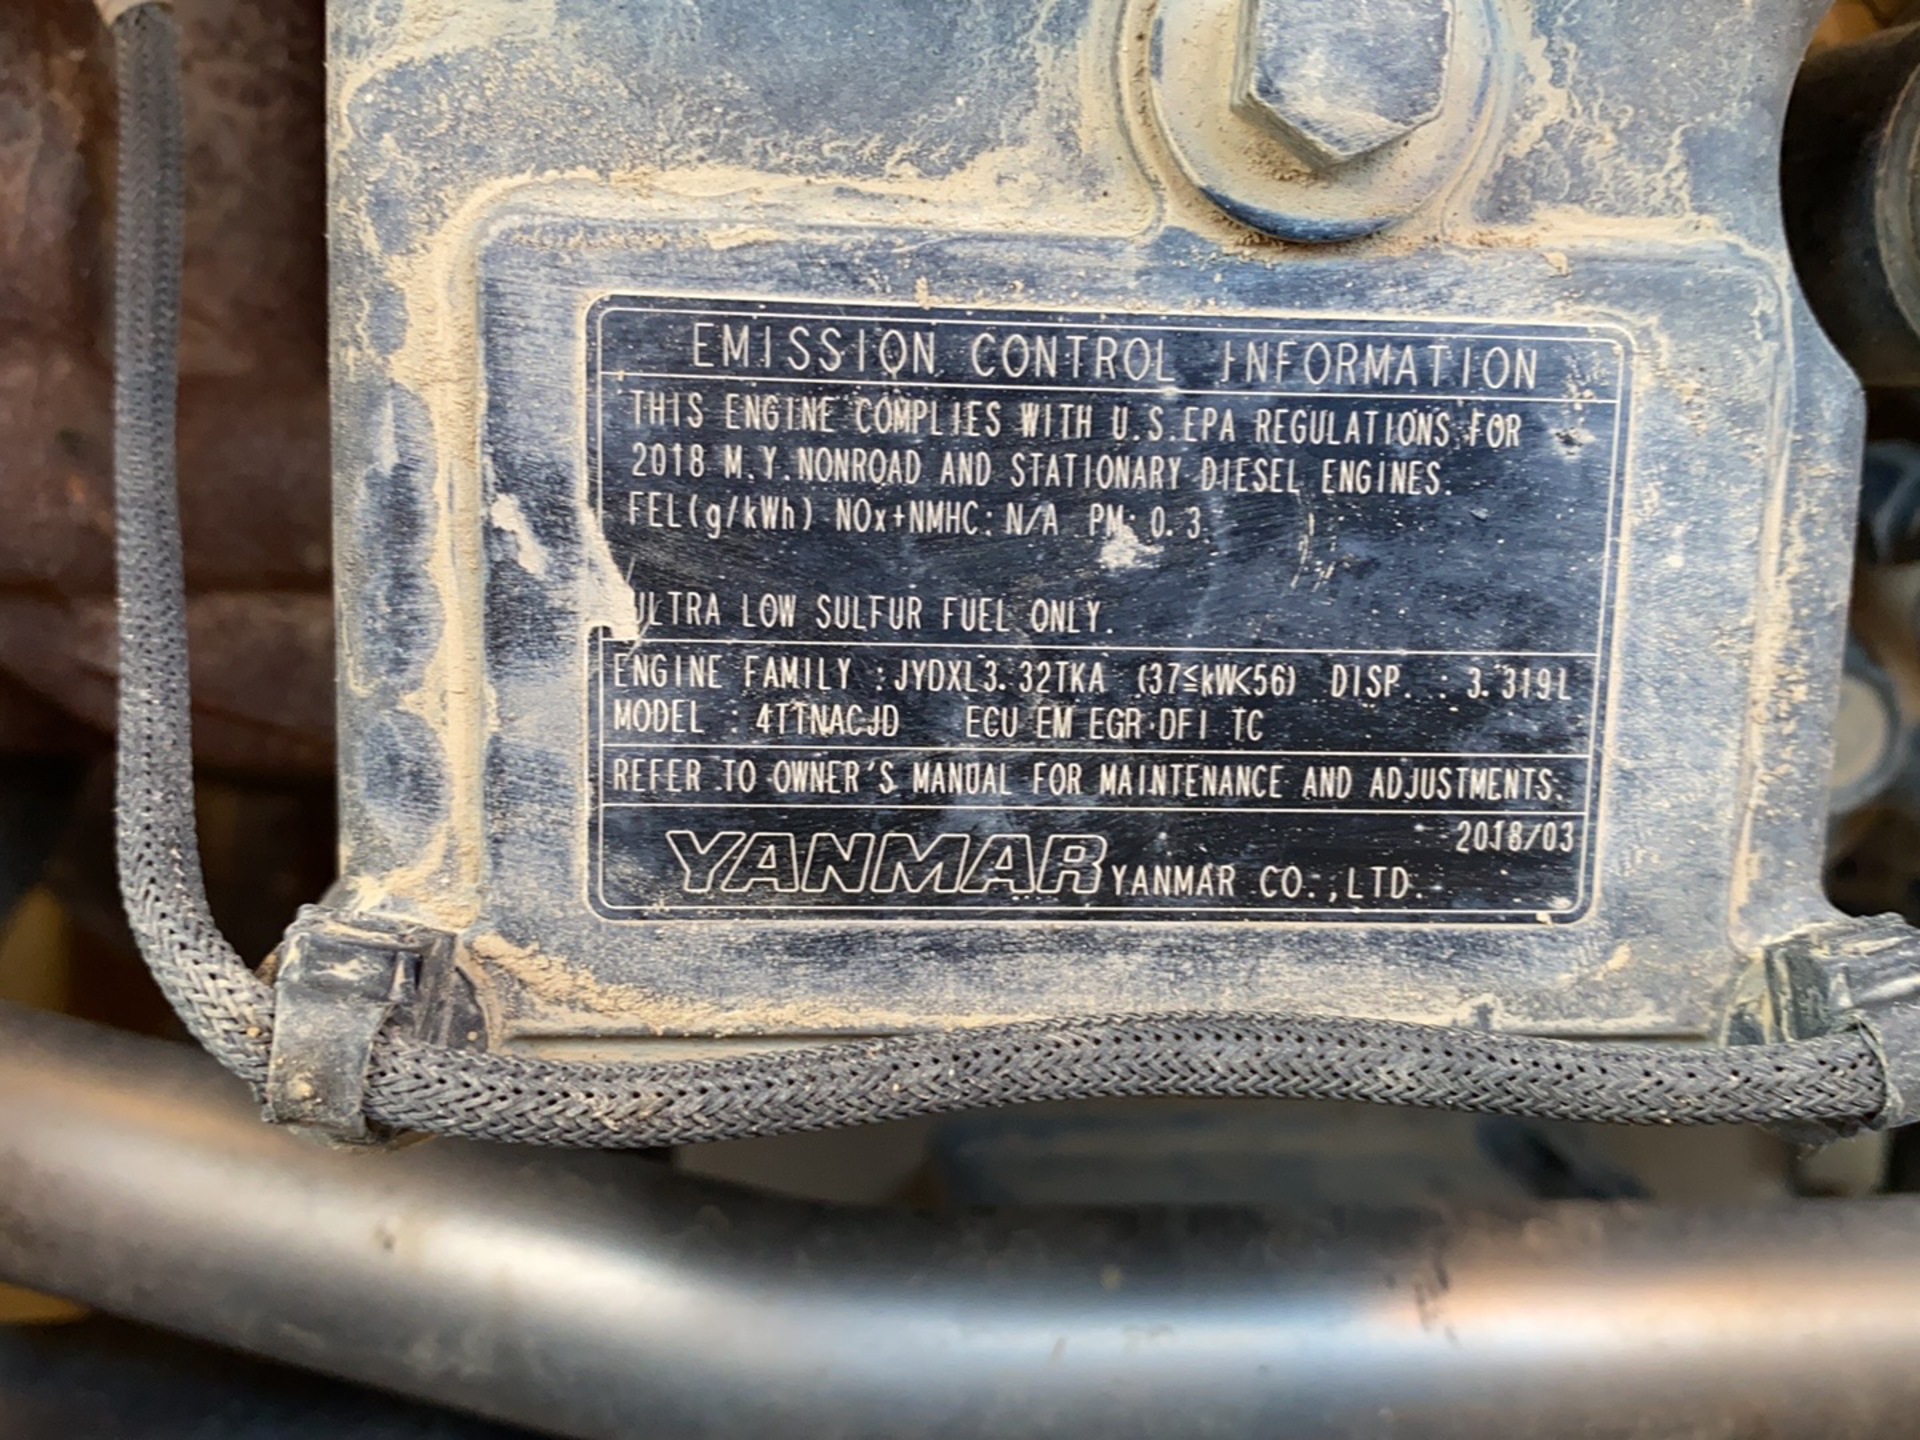 EMISSION CONTROL INFORMATION
THIS ENGINE COMPLIES WITH U.S.EPA REGULATIONS FOR
2018 M.Y.NONROAD AND STATIONARY DIESEL ENGINES.
FEL(g/kWh) NOx+NMHC: N/A PM: 0.3
ULTRA LOW SULFUR FUEL ONLY.
ENGINE FAMILY : JYDXL3.32TKA (37≦kW<56) DISP. : 3.319L
MODEL : 4TTNACJD ECU EM EGR DFI TC
REFER TO OWNER'S MANUAL FOR MAINTENANCE AND ADJUSTMENTS.
2018/03
YANMAR YANMAR CO.,LTD.